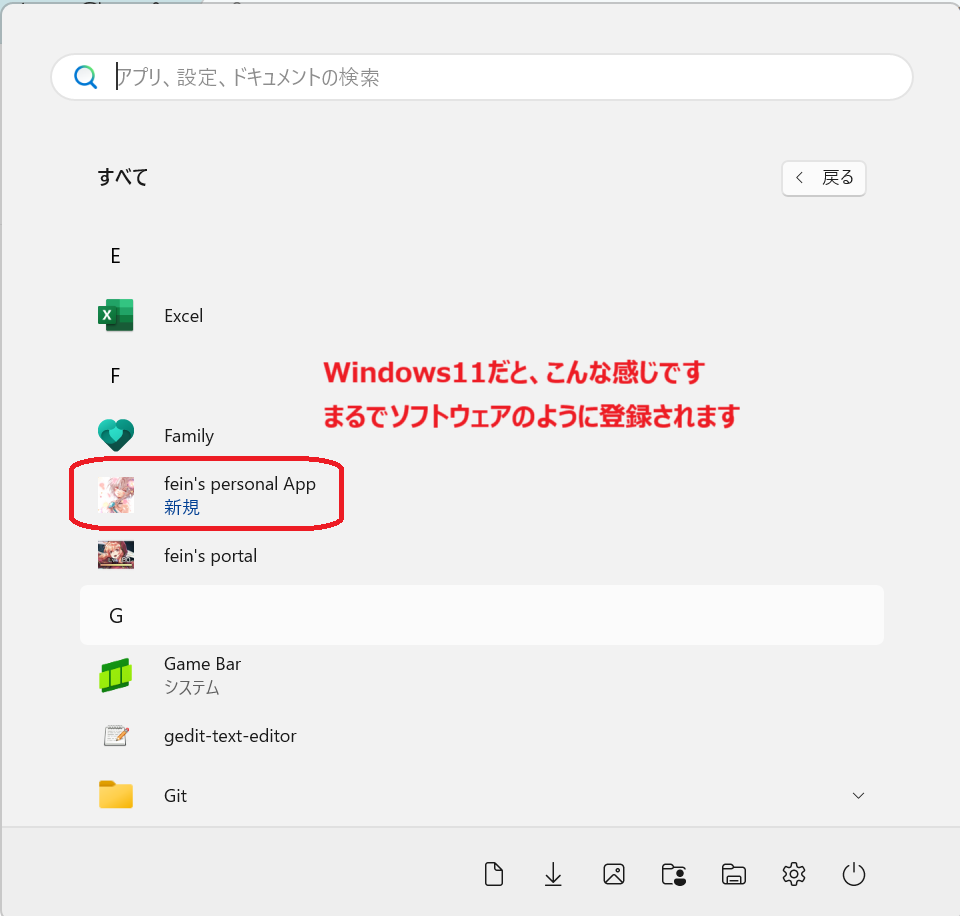 アプリ、設定、ドキュメントの検索
すべて
戻る
E
Excel
F
Windows11だと、こんな感じです
まるでソフトウェアのように登録されます
Family
fein's personal App
新規
fein's portal
G
Game Bar
システム
gedit-text-editor
Git